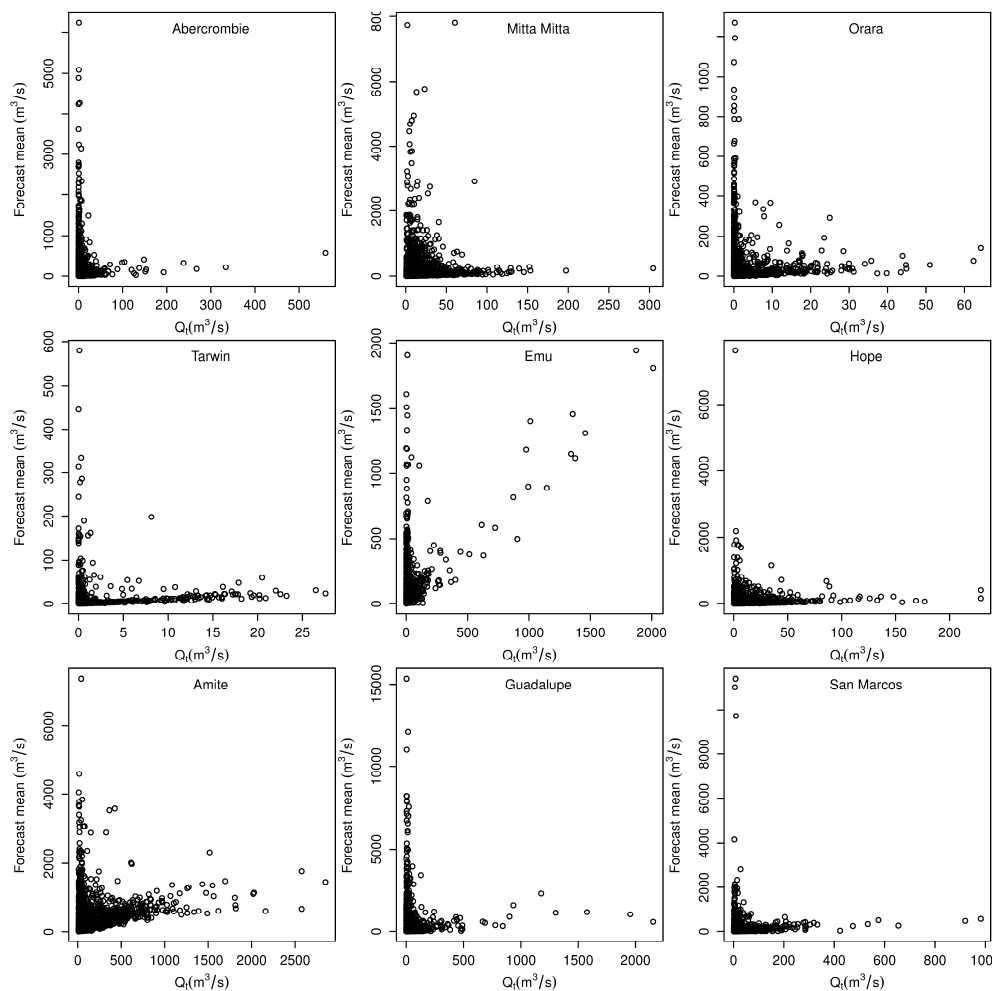 Abercrombie
Forecast mean (m³/s)
0 1000 3000 5000
0 100 200 300 400 500
Qt(m³/s)
Mitta Mitta
Forecast mean (m³/s)
0 2000 4000 6000 800
0 50 100 150 200 250 300
Qt(m³/s)
Orara
Forecast mean (m³/s)
0 200 400 600 800 1000
0 10 20 30 40 50 60
Qt(m³/s)
Tarwin
Forecast mean (m³/s)
0 100 200 300 400 500 600
0 5 10 15 20 25
Qt(m³/s)
Emu
Forecast mean (m³/s)
0 500 1000 1500 2000
0 500 1000 1500 2000
Qt(m³/s)
Hope
Forecast mean (m³/s)
0 2000 4000 6000
0 50 100 150 200
Qt(m³/s)
Amite
Forecast mean (m³/s)
0 2000 4000 6000
0 500 1000 1500 2000 2500
Qt(m³/s)
Guadalupe
Forecast mean (m³/s)
0 5000 10000 15000
0 500 1000 1500 2000
Qt(m³/s)
San Marcos
Forecast mean (m³/s)
0 2000 4000 6000 8000
0 200 400 600 800 100
Qt(m³/s)